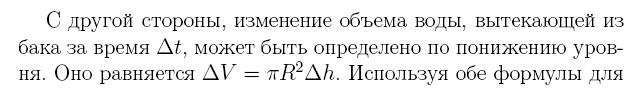 С другой стороны, изменение объема воды, вытекающей из
бака за время Δt, может быть определено по понижению уров-
ня. Оно равняется ΔV = πR²Δh. Используя обе формулы для